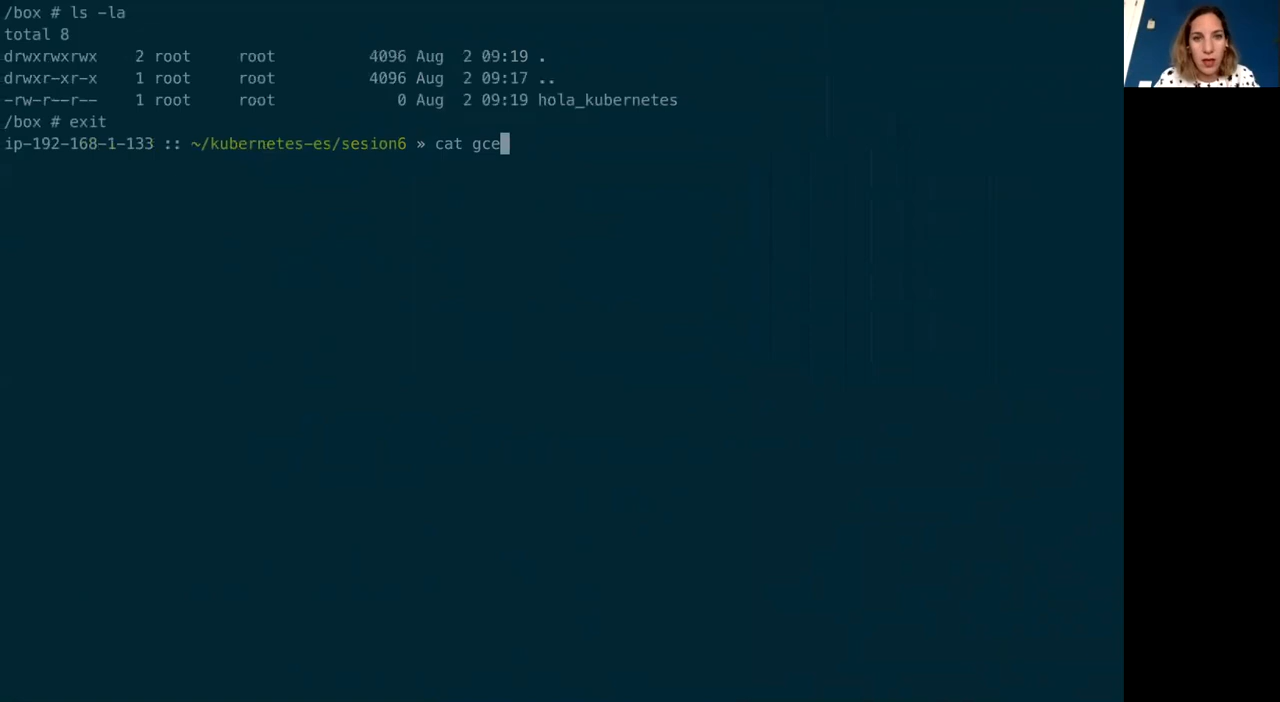 /box # ls -la
total 8
drwxrwxrwx    2 root     root          4096 Aug  2 09:19 .
drwxr-xr-x    1 root     root          4096 Aug  2 09:17 ..
-rw-r--r--    1 root     root             0 Aug  2 09:19 hola_kubernetes
/box # exit
ip-192-168-1-133 :: ~/kubernetes-es/sesion6 » cat gce